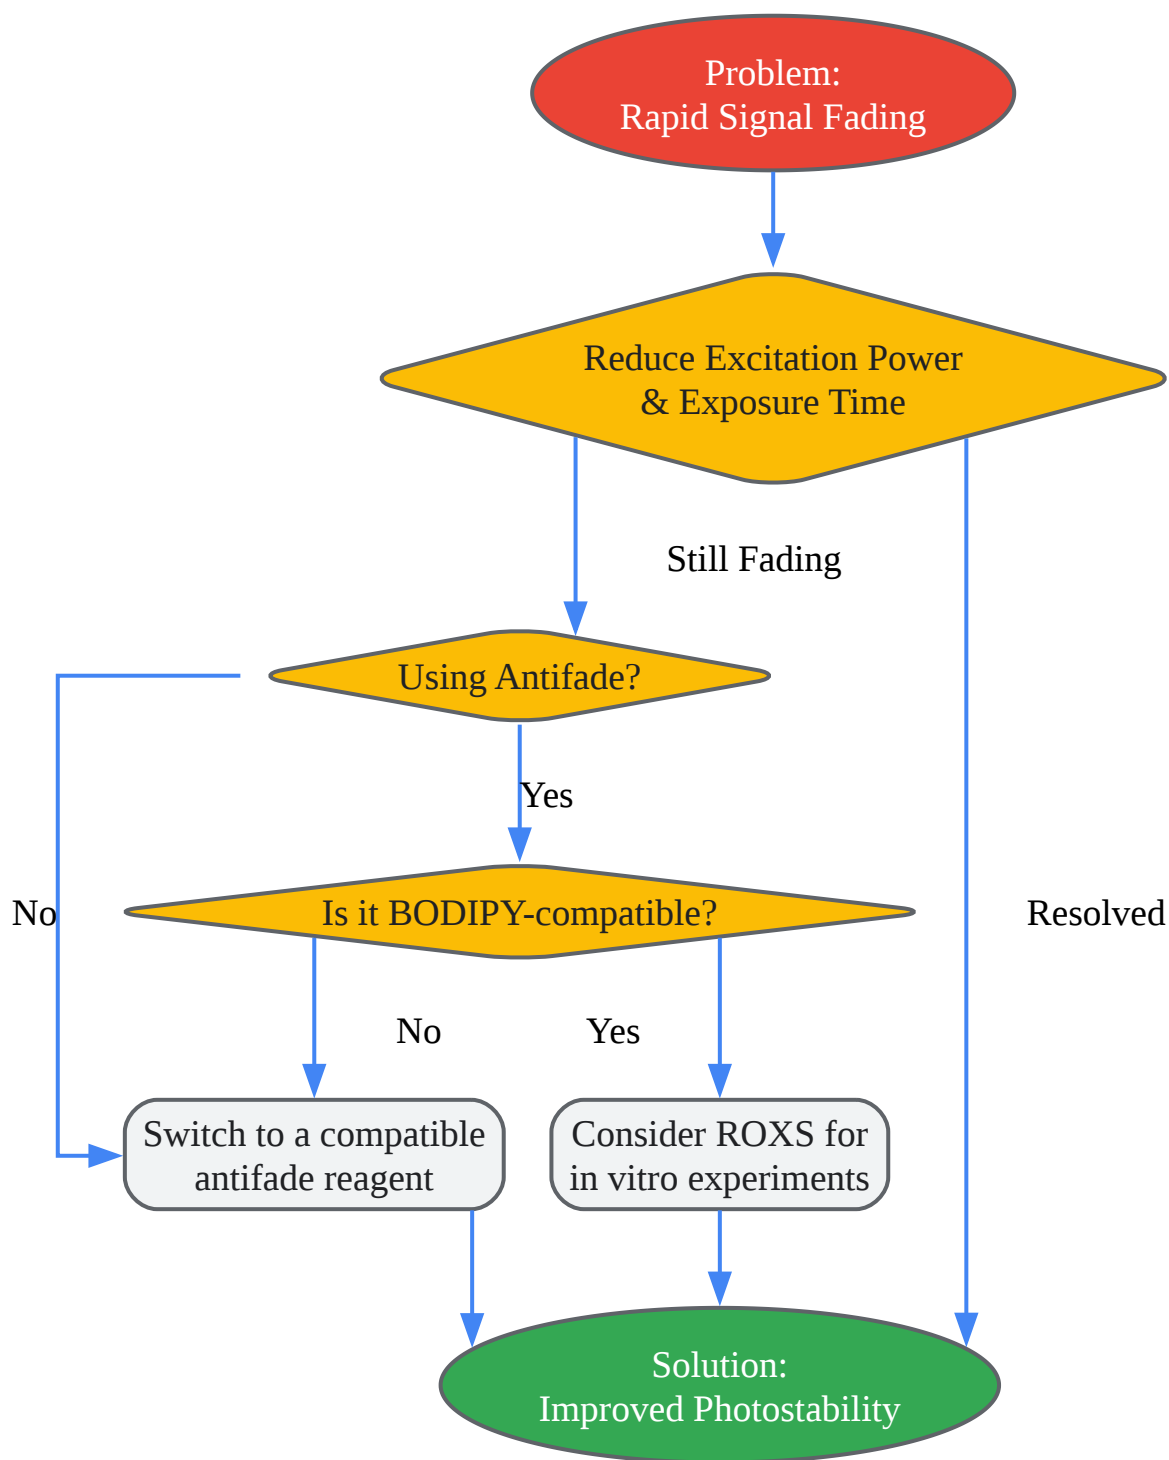 Problem:
Rapid Signal Fading
Reduce Excitation Power
& Exposure Time
Still Fading
Using Antifade?
Yes
Is it BODIPY-compatible?
No
Resolved
No
Yes
Switch to a compatible
antifade reagent
Consider ROXS for
in vitro experiments
Solution:
Improved Photostability